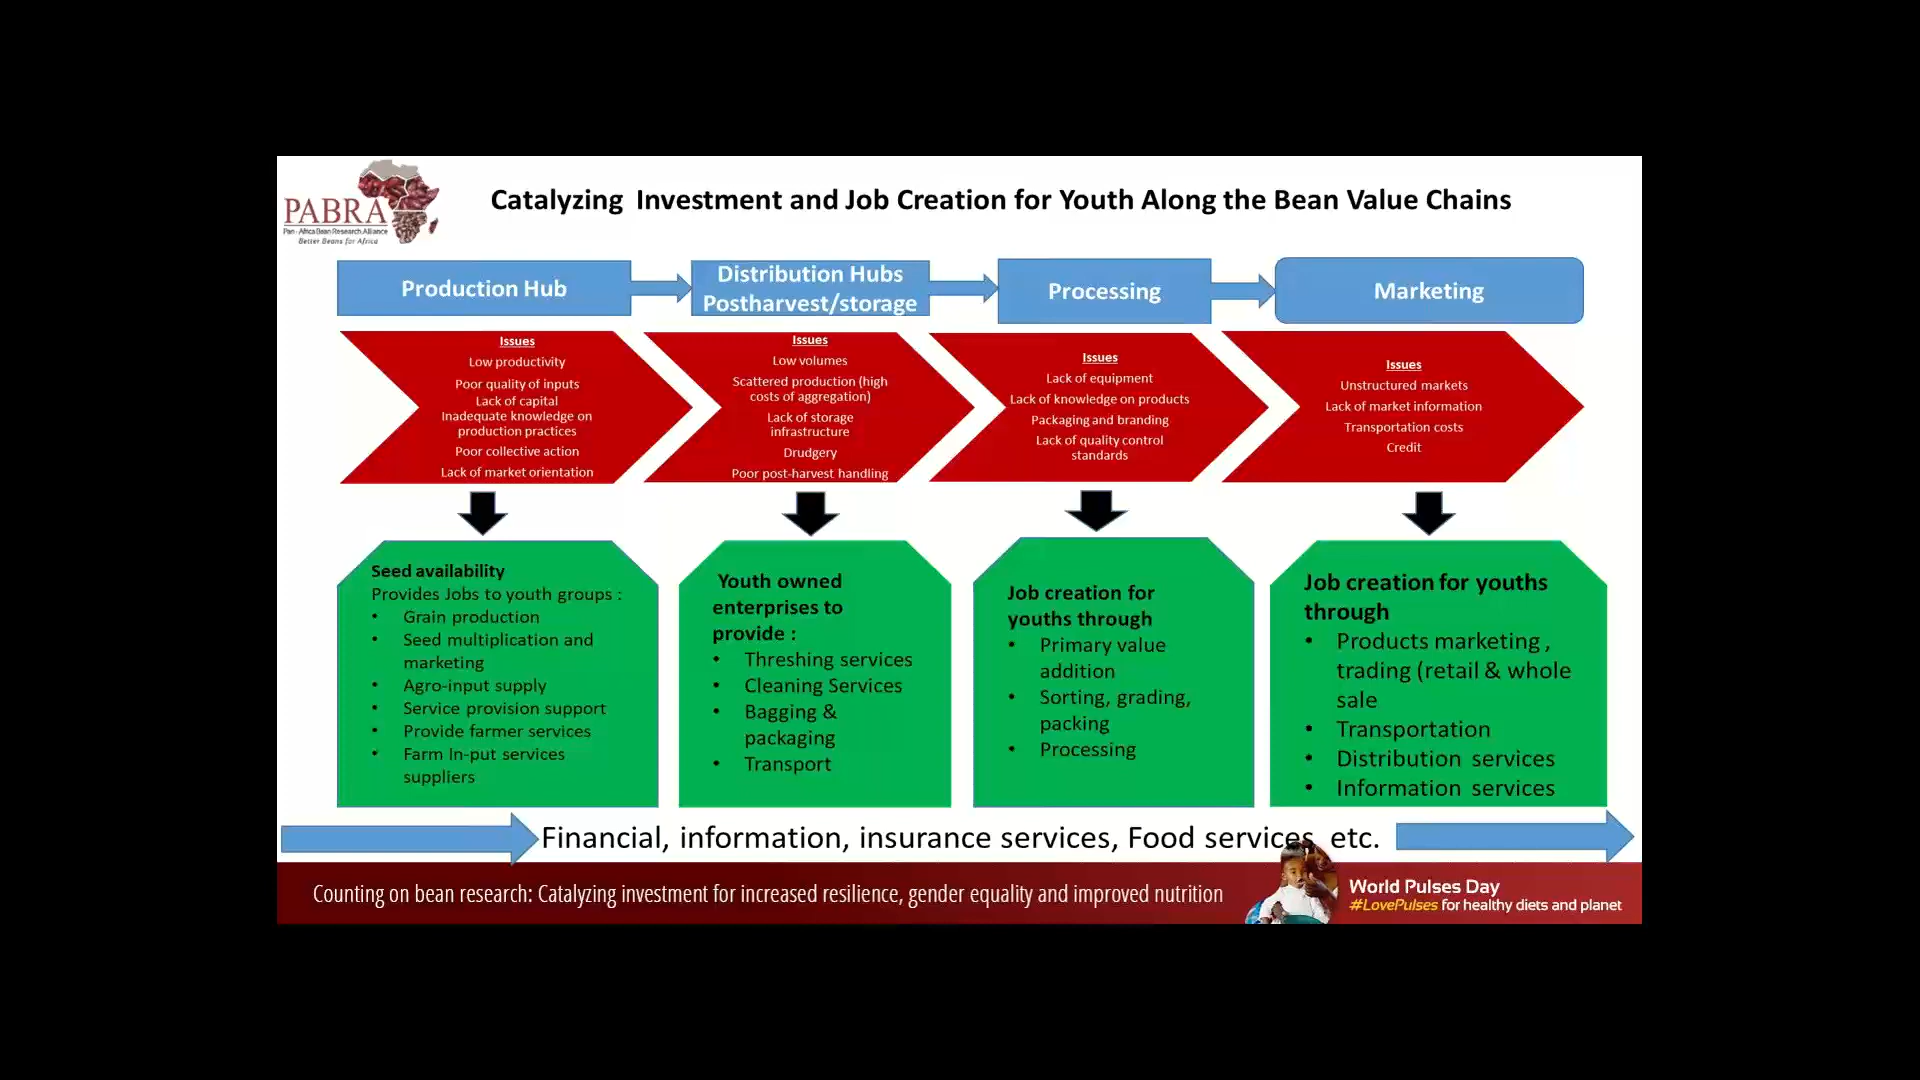 PABRA
Pan - Africa Bean Research Alliance
Better Beans for Africa
Catalyzing Investment and Job Creation for Youth Along the Bean Value Chains
Production Hub
Distribution Hubs
Postharvest/storage
Processing
Marketing
Issues
Low productivity
Poor quality of inputs
Lack of capital
Inadequate knowledge on
production practices
Poor collective action
Lack of market orientation
Issues
Low volumes
Scattered production (high
costs of aggregation)
Lack of storage
infrastructure
Drudgery
Poor post-harvest handling
Issues
Lack of equipment
Lack of knowledge on products
Packaging and branding
Lack of quality control
standards
Issues
Unstructured markets
Lack of market information
Transportation costs
Credit
Seed availability
Provides Jobs to youth groups :
• Grain production
• Seed multiplication and
marketing
• Agro-input supply
• Service provision support
• Provide farmer services
• Farm In-put services
suppliers
Youth owned
enterprises to
provide :
• Threshing services
• Cleaning Services
• Bagging &
packaging
• Transport
Job creation for
youths through
• Primary value
addition
• Sorting, grading,
packing
• Processing
Job creation for youths
through
• Products marketing ,
trading (retail & whole
sale
• Transportation
• Distribution services
• Information services
Financial, information, insurance services, Food services, etc.
Counting on bean research: Catalyzing investment for increased resilience, gender equality and improved nutrition
World Pulses Day
#LovePulses for healthy diets and planet